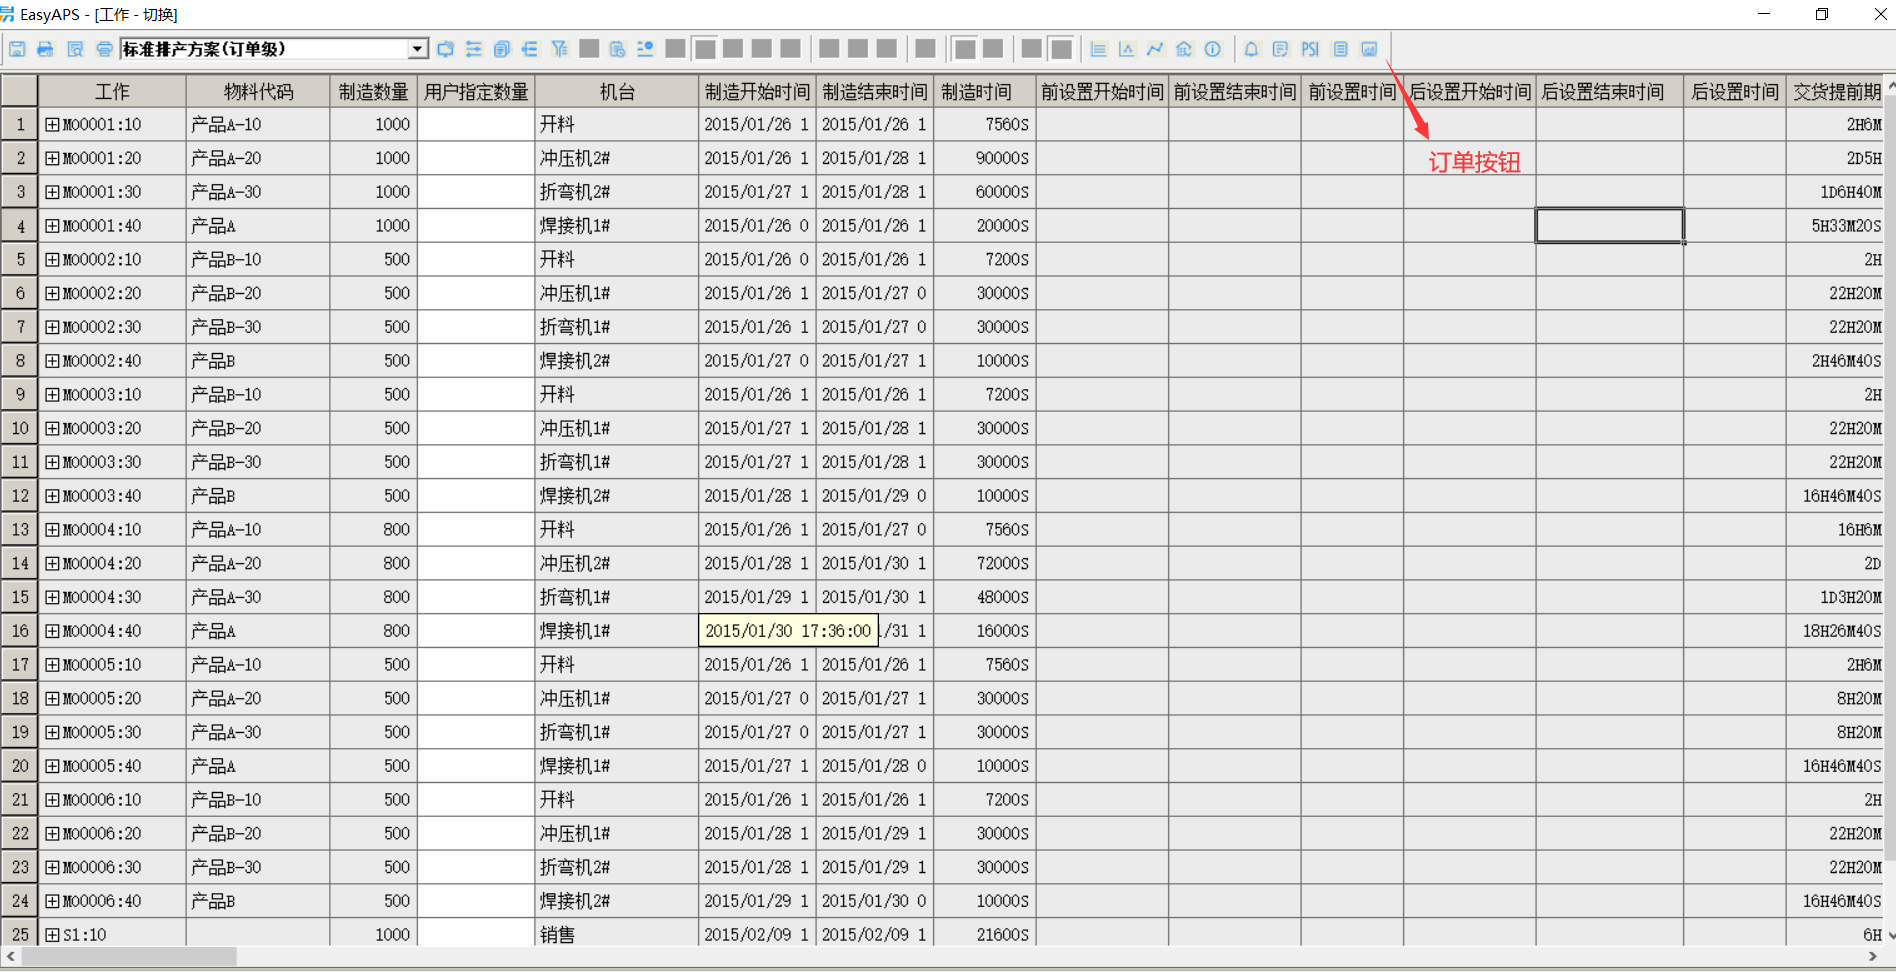 EasyAPS - [工作 - 切换]
标准排产方案(订单级) PSI
工作 物料代码 制造数量 用户指定数量 机台 制造开始时间 制造结束时间 制造时间 前设置开始时间 前设置结束时间 前设置时间 后设置开始时间 后设置结束时间 后设置时间 交货提前期
1 MO0001:10 产品A-10 1000 开料 2015/01/26 1 2015/01/26 1 7560S 2H6M
2 MO0001:20 产品A-20 1000 冲压机2# 2015/01/26 1 2015/01/28 1 90000S 2D5H
订单按钮
3 MO0001:30 产品A-30 1000 折弯机2# 2015/01/27 1 2015/01/28 1 60000S 1D6H40M
4 MO0001:40 产品A 1000 焊接机1# 2015/01/26 0 2015/01/26 1 20000S 5H33M20S
5 MO0002:10 产品B-10 500 开料 2015/01/26 0 2015/01/26 1 7200S 2H
6 MO0002:20 产品B-20 500 冲压机1# 2015/01/26 1 2015/01/27 0 30000S 22H20M
7 MO0002:30 产品B-30 500 折弯机1# 2015/01/26 1 2015/01/27 0 30000S 22H20M
8 MO0002:40 产品B 500 焊接机2# 2015/01/27 0 2015/01/27 1 10000S 2H46M40S
9 MO0003:10 产品B-10 500 开料 2015/01/26 1 2015/01/26 1 7200S 2H
10 MO0003:20 产品B-20 500 冲压机1# 2015/01/27 1 2015/01/28 1 30000S 22H20M
11 MO0003:30 产品B-30 500 折弯机1# 2015/01/27 1 2015/01/28 1 30000S 22H20M
12 MO0003:40 产品B 500 焊接机2# 2015/01/28 1 2015/01/29 0 10000S 16H46M40S
13 MO0004:10 产品A-10 800 开料 2015/01/26 1 2015/01/27 0 7560S 16H6M
14 MO0004:20 产品A-20 800 冲压机2# 2015/01/28 1 2015/01/30 1 72000S 2D
15 MO0004:30 产品A-30 800 折弯机1# 2015/01/29 1 2015/01/30 1 48000S 1D3H20M
16 MO0004:40 产品A 800 焊接机1# 2015/01/30 17:36:00 /31 1 16000S 18H26M40S
17 MO0005:10 产品A-10 500 开料 2015/01/26 1 2015/01/26 1 7560S 2H6M
18 MO0005:20 产品A-20 500 冲压机1# 2015/01/27 0 2015/01/27 1 30000S 8H20M
19 MO0005:30 产品A-30 500 折弯机1# 2015/01/27 0 2015/01/27 1 30000S 8H20M
20 MO0005:40 产品A 500 焊接机1# 2015/01/27 1 2015/01/28 0 10000S 16H46M40S
21 MO0006:10 产品B-10 500 开料 2015/01/26 1 2015/01/26 1 7200S 2H
22 MO0006:20 产品B-20 500 冲压机1# 2015/01/28 1 2015/01/29 1 30000S 22H20M
23 MO0006:30 产品B-30 500 折弯机2# 2015/01/28 1 2015/01/29 1 30000S 22H20M
24 MO0006:40 产品B 500 焊接机2# 2015/01/29 1 2015/01/30 0 10000S 16H46M40S
25 S1:10 1000 销售 2015/02/09 1 2015/02/09 1 21600S 6H